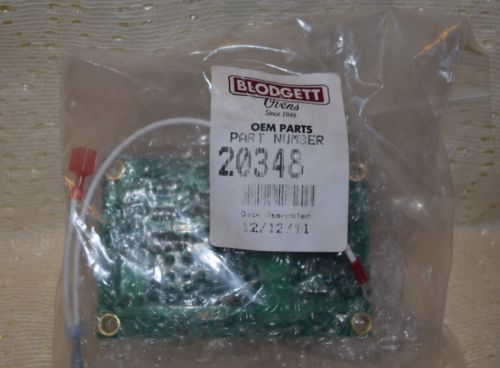 BLODGETT
Ovens
Since 1848
OEM PARTS
PART NUMBER
20348
Date Assembled
12/12/11